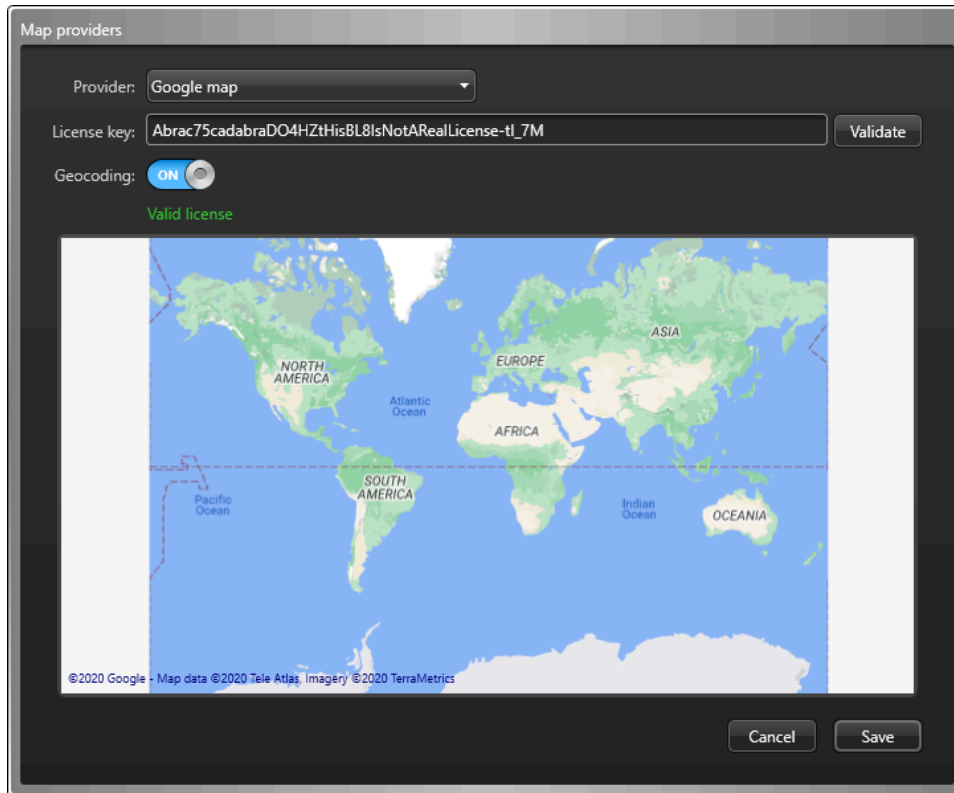 Map providers
Provider: Google map
License key: Abrac75cadabraDO4HZtHisBL8IsNotARealLicense-tI_7M Validate
Geocoding: ON
Valid license
ASIA
EUROPE
NORTH
AMERICA
Atlantic
Ocean
AFRICA
SOUTH
AMERICA
Pacific
Ocean
Indian
Ocean
OCEANIA
©2020 Google - Map data ©2020 Tele Atlas, Imagery ©2020 TerraMetrics
Cancel Save